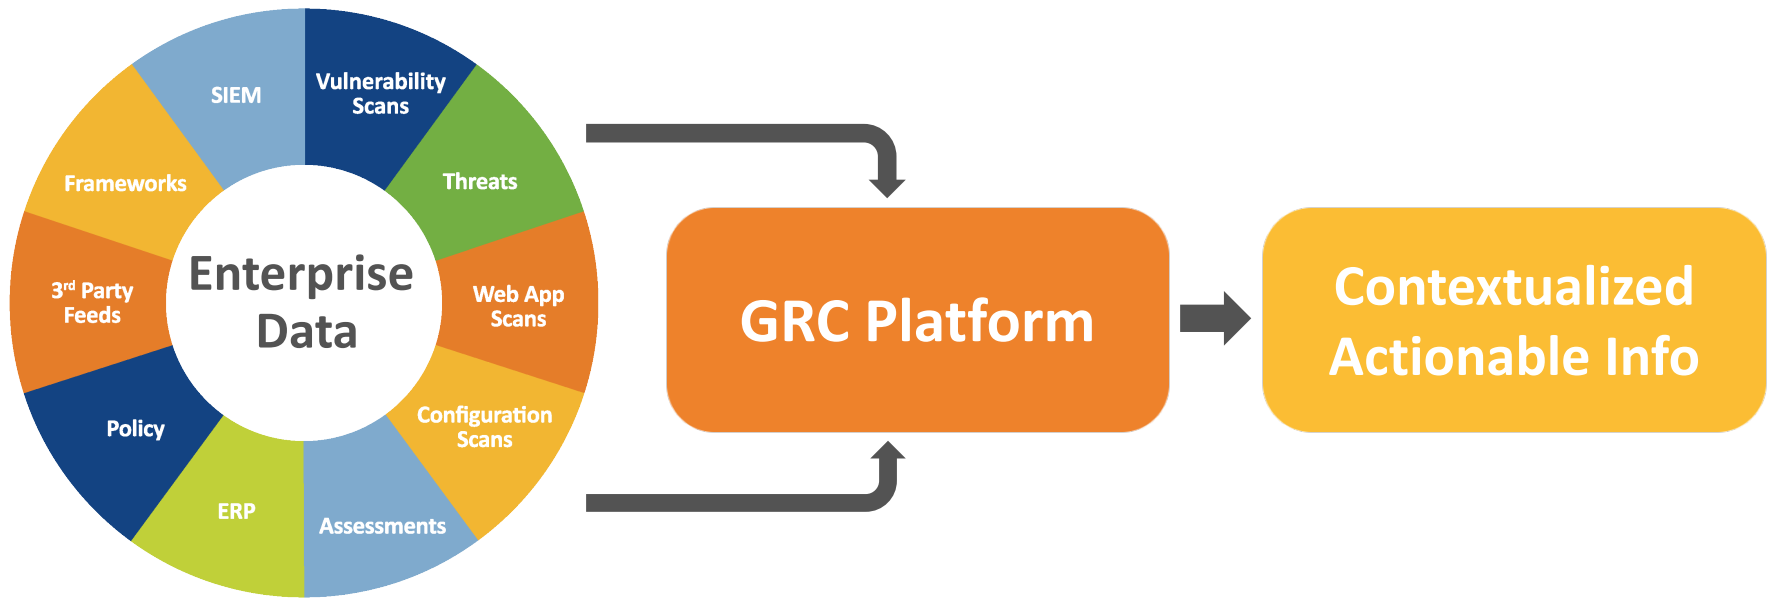 Vulnerability
Scans
Threats
Web App
Scans
Configuration
Scans
Assessments
ERP
Policy
3rd Party
Feeds
Frameworks
SIEM
Enterprise
Data
GRC Platform
Contextualized
Actionable Info